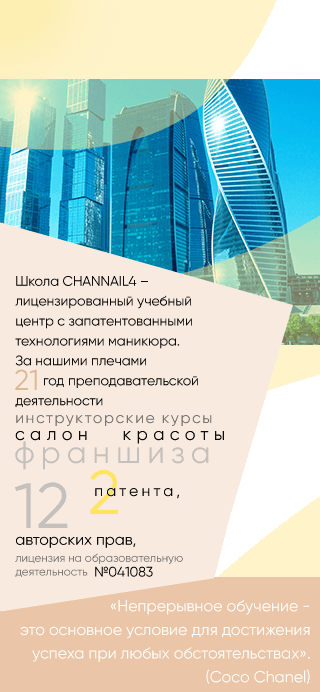 Школа CHANNAIL4 –
лицензированный учебный
центр с запатентованными
технологиями маникюра.
За нашими плечами
21 год преподавательской
деятельности
инструкторские курсы
салон красоты
франшиза
2 патента,
12
авторских прав,
лицензия на образовательную
деятельность №041083
«Непрерывное обучение -
это основное условие для достижения
успеха при любых обстоятельствах».
(Coco Chanel)